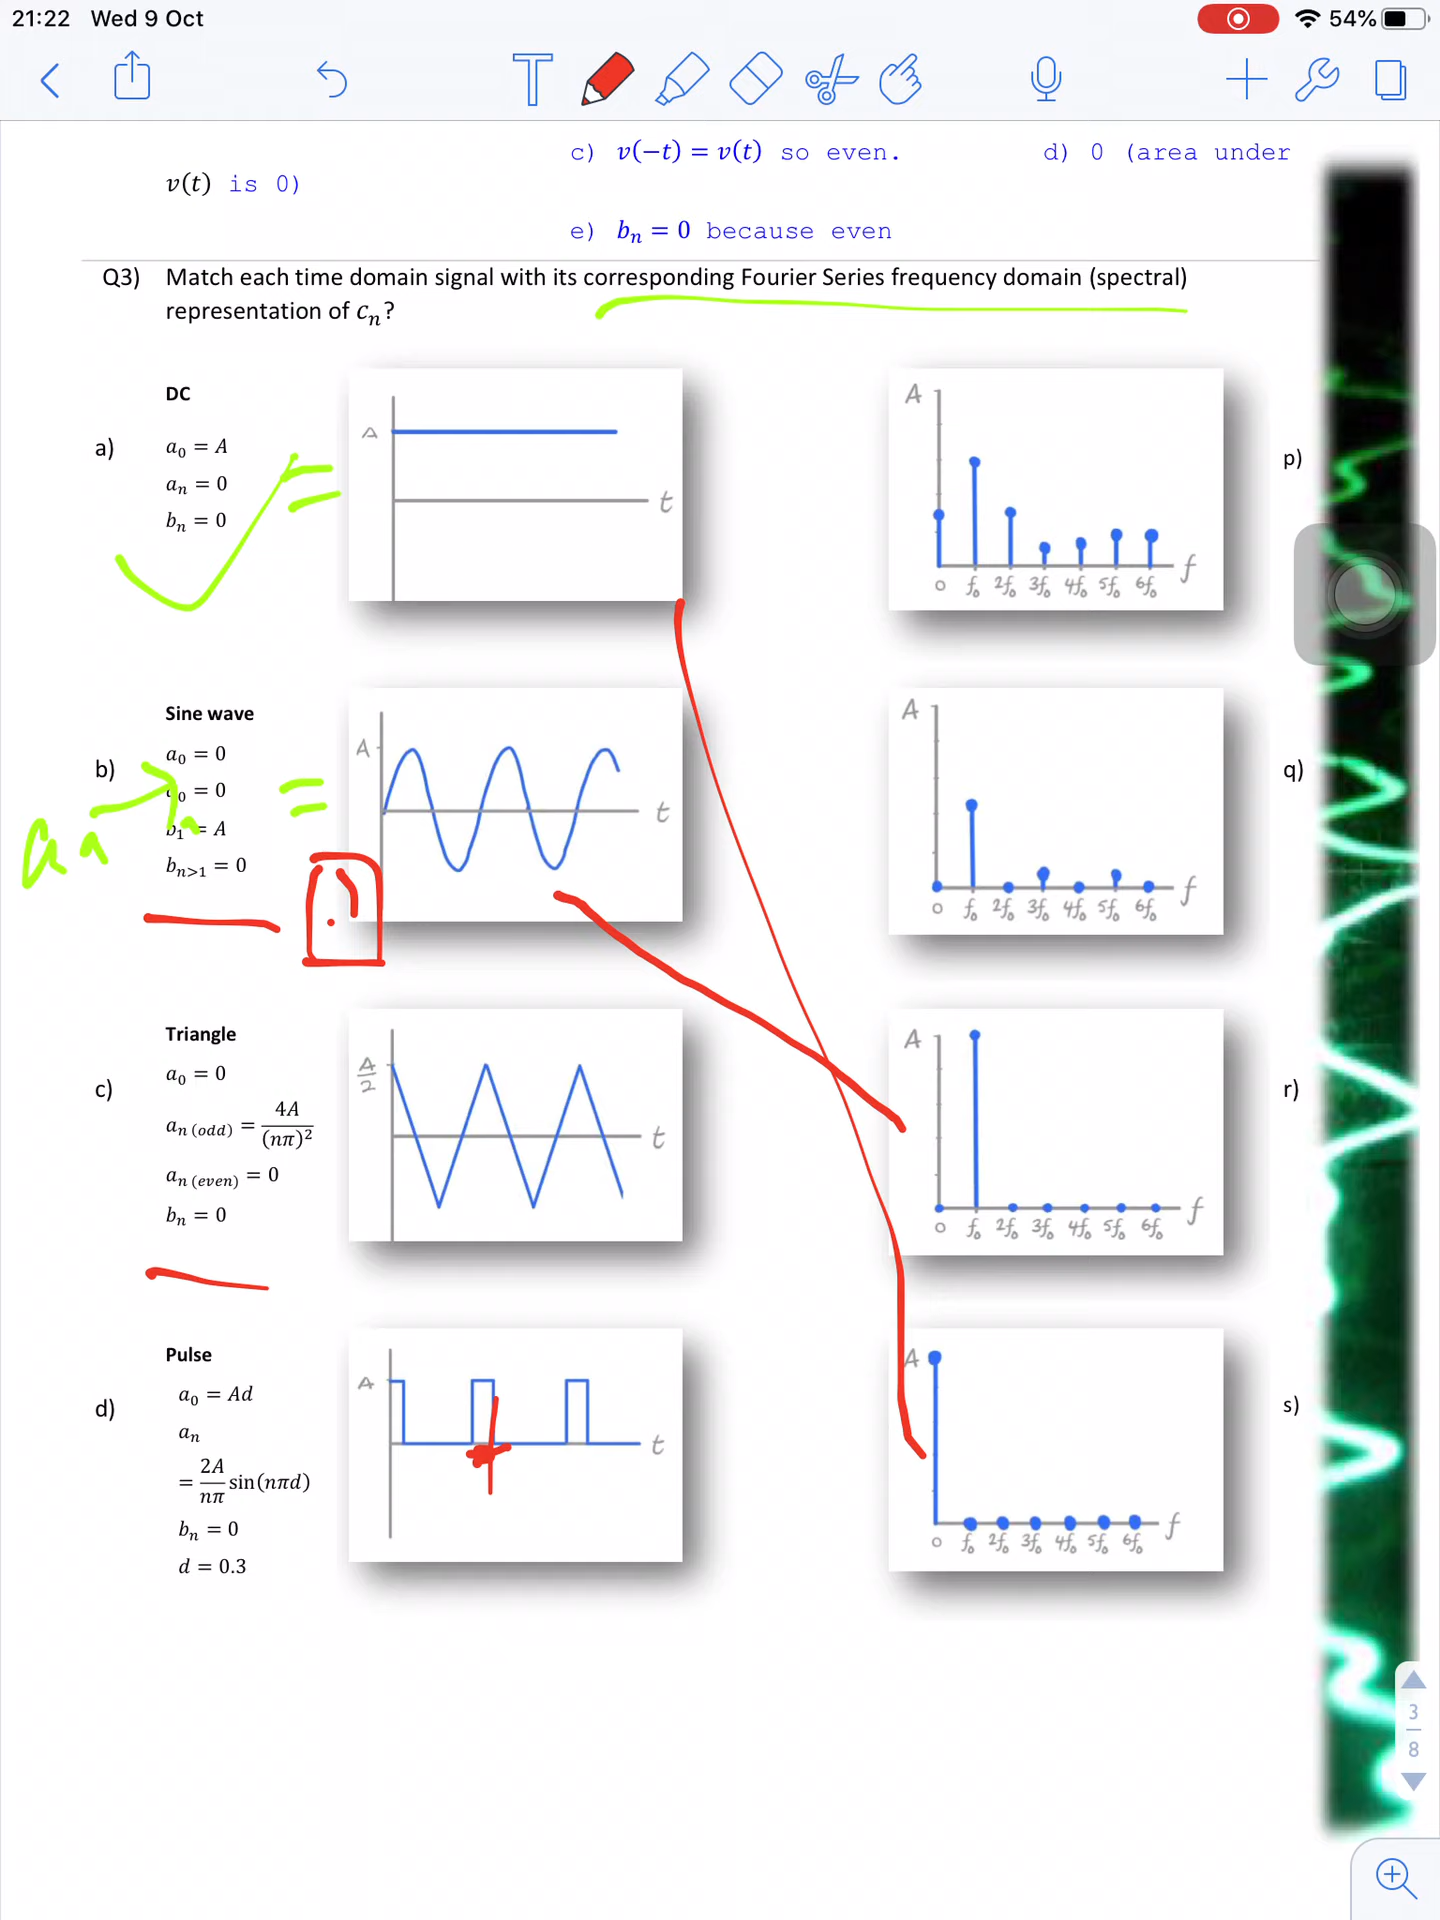 21:22 Wed 9 Oct
54%
c) v(−t) = v(t) so even. d) 0 (area under
v(t) is 0)
e) bₙ = 0 because even
Q3) Match each time domain signal with its corresponding Fourier Series frequency domain (spectral)
representation of cₙ?
DC
a)
a₀ = A
aₙ = 0
bₙ = 0
A
t
A
0 f₀ 2f₀ 3f₀ 4f₀ 5f₀ 6f₀ f
p)
Sine wave
b)
a₀ = 0
₀ = 0
aₙ
b₁ = A
bₙ>₁ = 0
A
t
A
0 f₀ 2f₀ 3f₀ 4f₀ 5f₀ 6f₀ f
q)
Triangle
c)
a₀ = 0
aₙ (odd) = 4A/(nπ)²
aₙ (even) = 0
bₙ = 0
A/2
t
A
0 f₀ 2f₀ 3f₀ 4f₀ 5f₀ 6f₀ f
r)
Pulse
d)
a₀ = Ad
aₙ
= 2A/nπ sin(nπd)
bₙ = 0
d = 0.3
A
t
A
0 f₀ 2f₀ 3f₀ 4f₀ 5f₀ 6f₀ f
s)
3
8